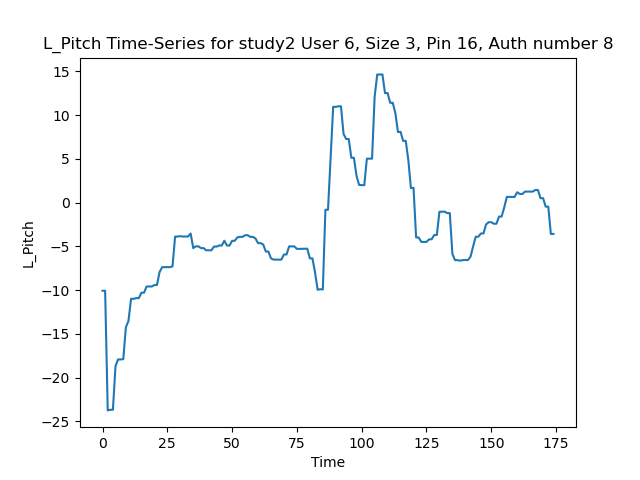 L_Pitch Time-Series for study2 User 6, Size 3, Pin 16, Auth number 8
15
10
5
0
−5
−10
−15
−20
−25
L_Pitch
0 25 50 75 100 125 150 175
Time